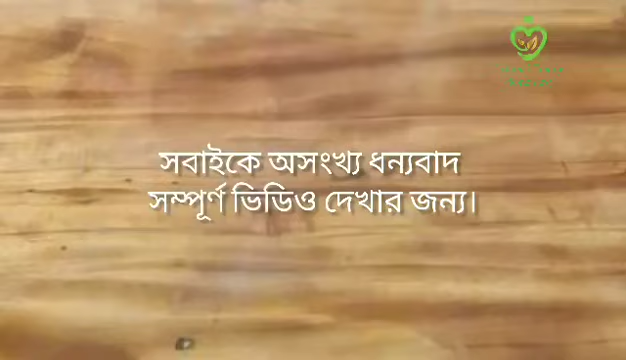 সবাইকে অসংখ্য ধন্যবাদ
সম্পূর্ণ ভিডিও দেখার জন্য।